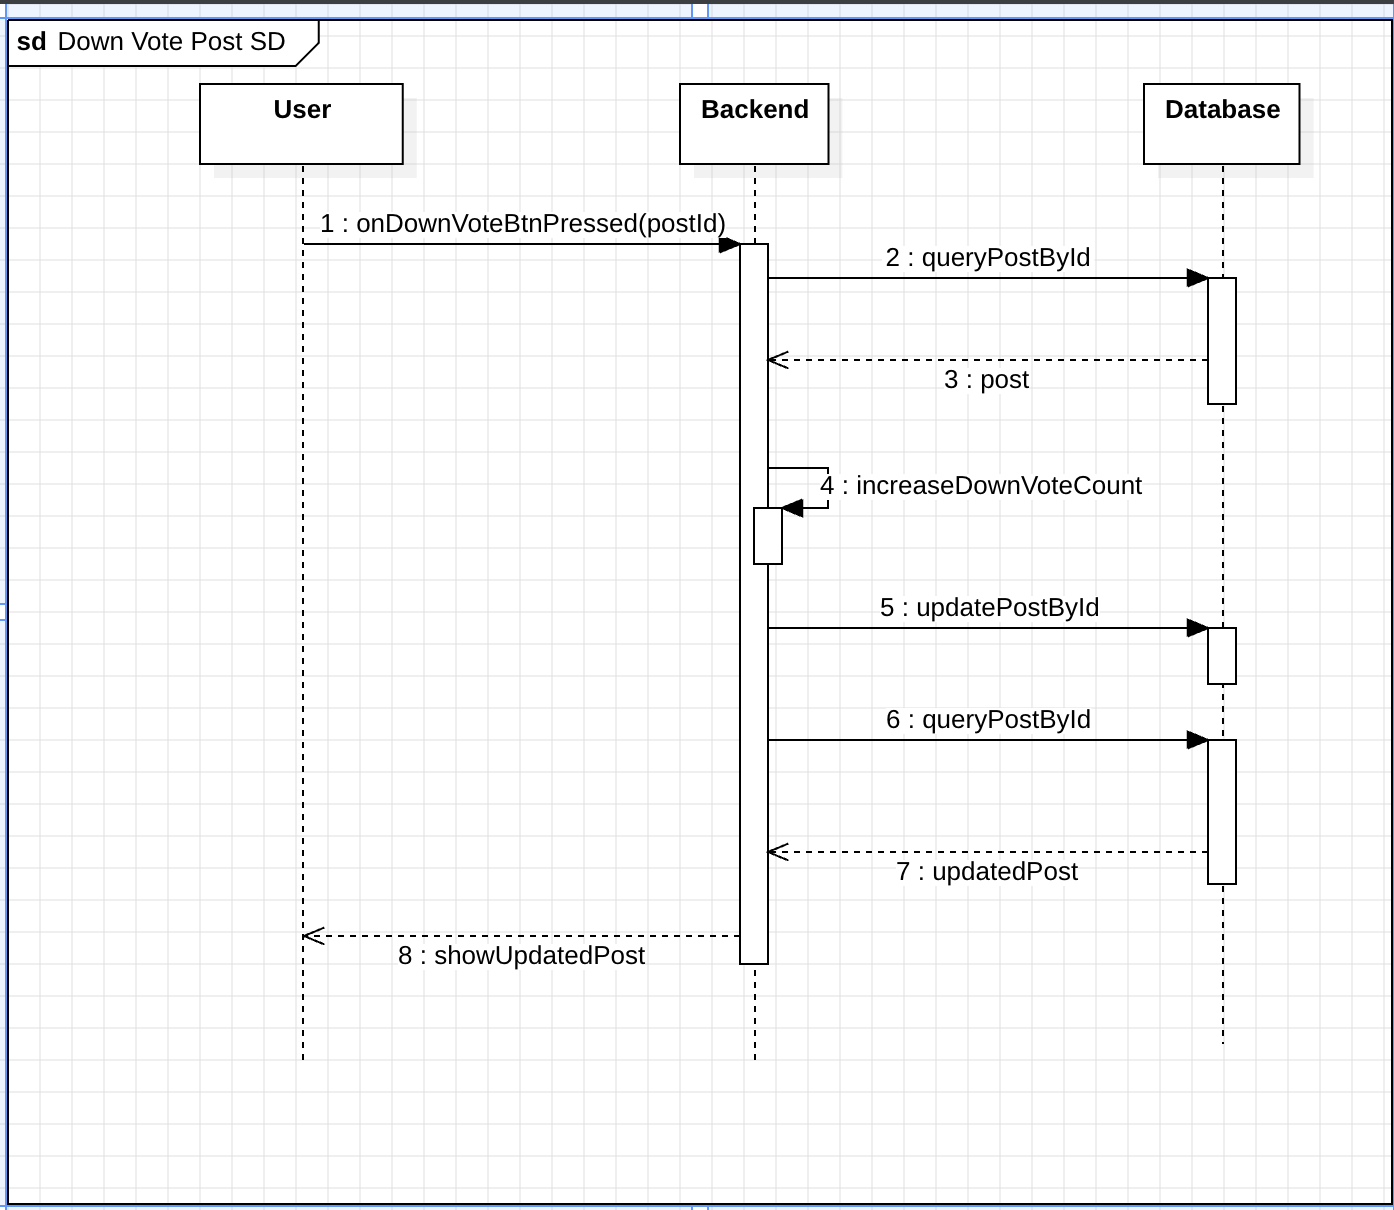 sd Down Vote Post SD
User
Backend
Database
1 : onDownVoteBtnPressed(postId)
2 : queryPostById
3 : post
4 : increaseDownVoteCount
5 : updatePostById
6 : queryPostById
7 : updatedPost
8 : showUpdatedPost